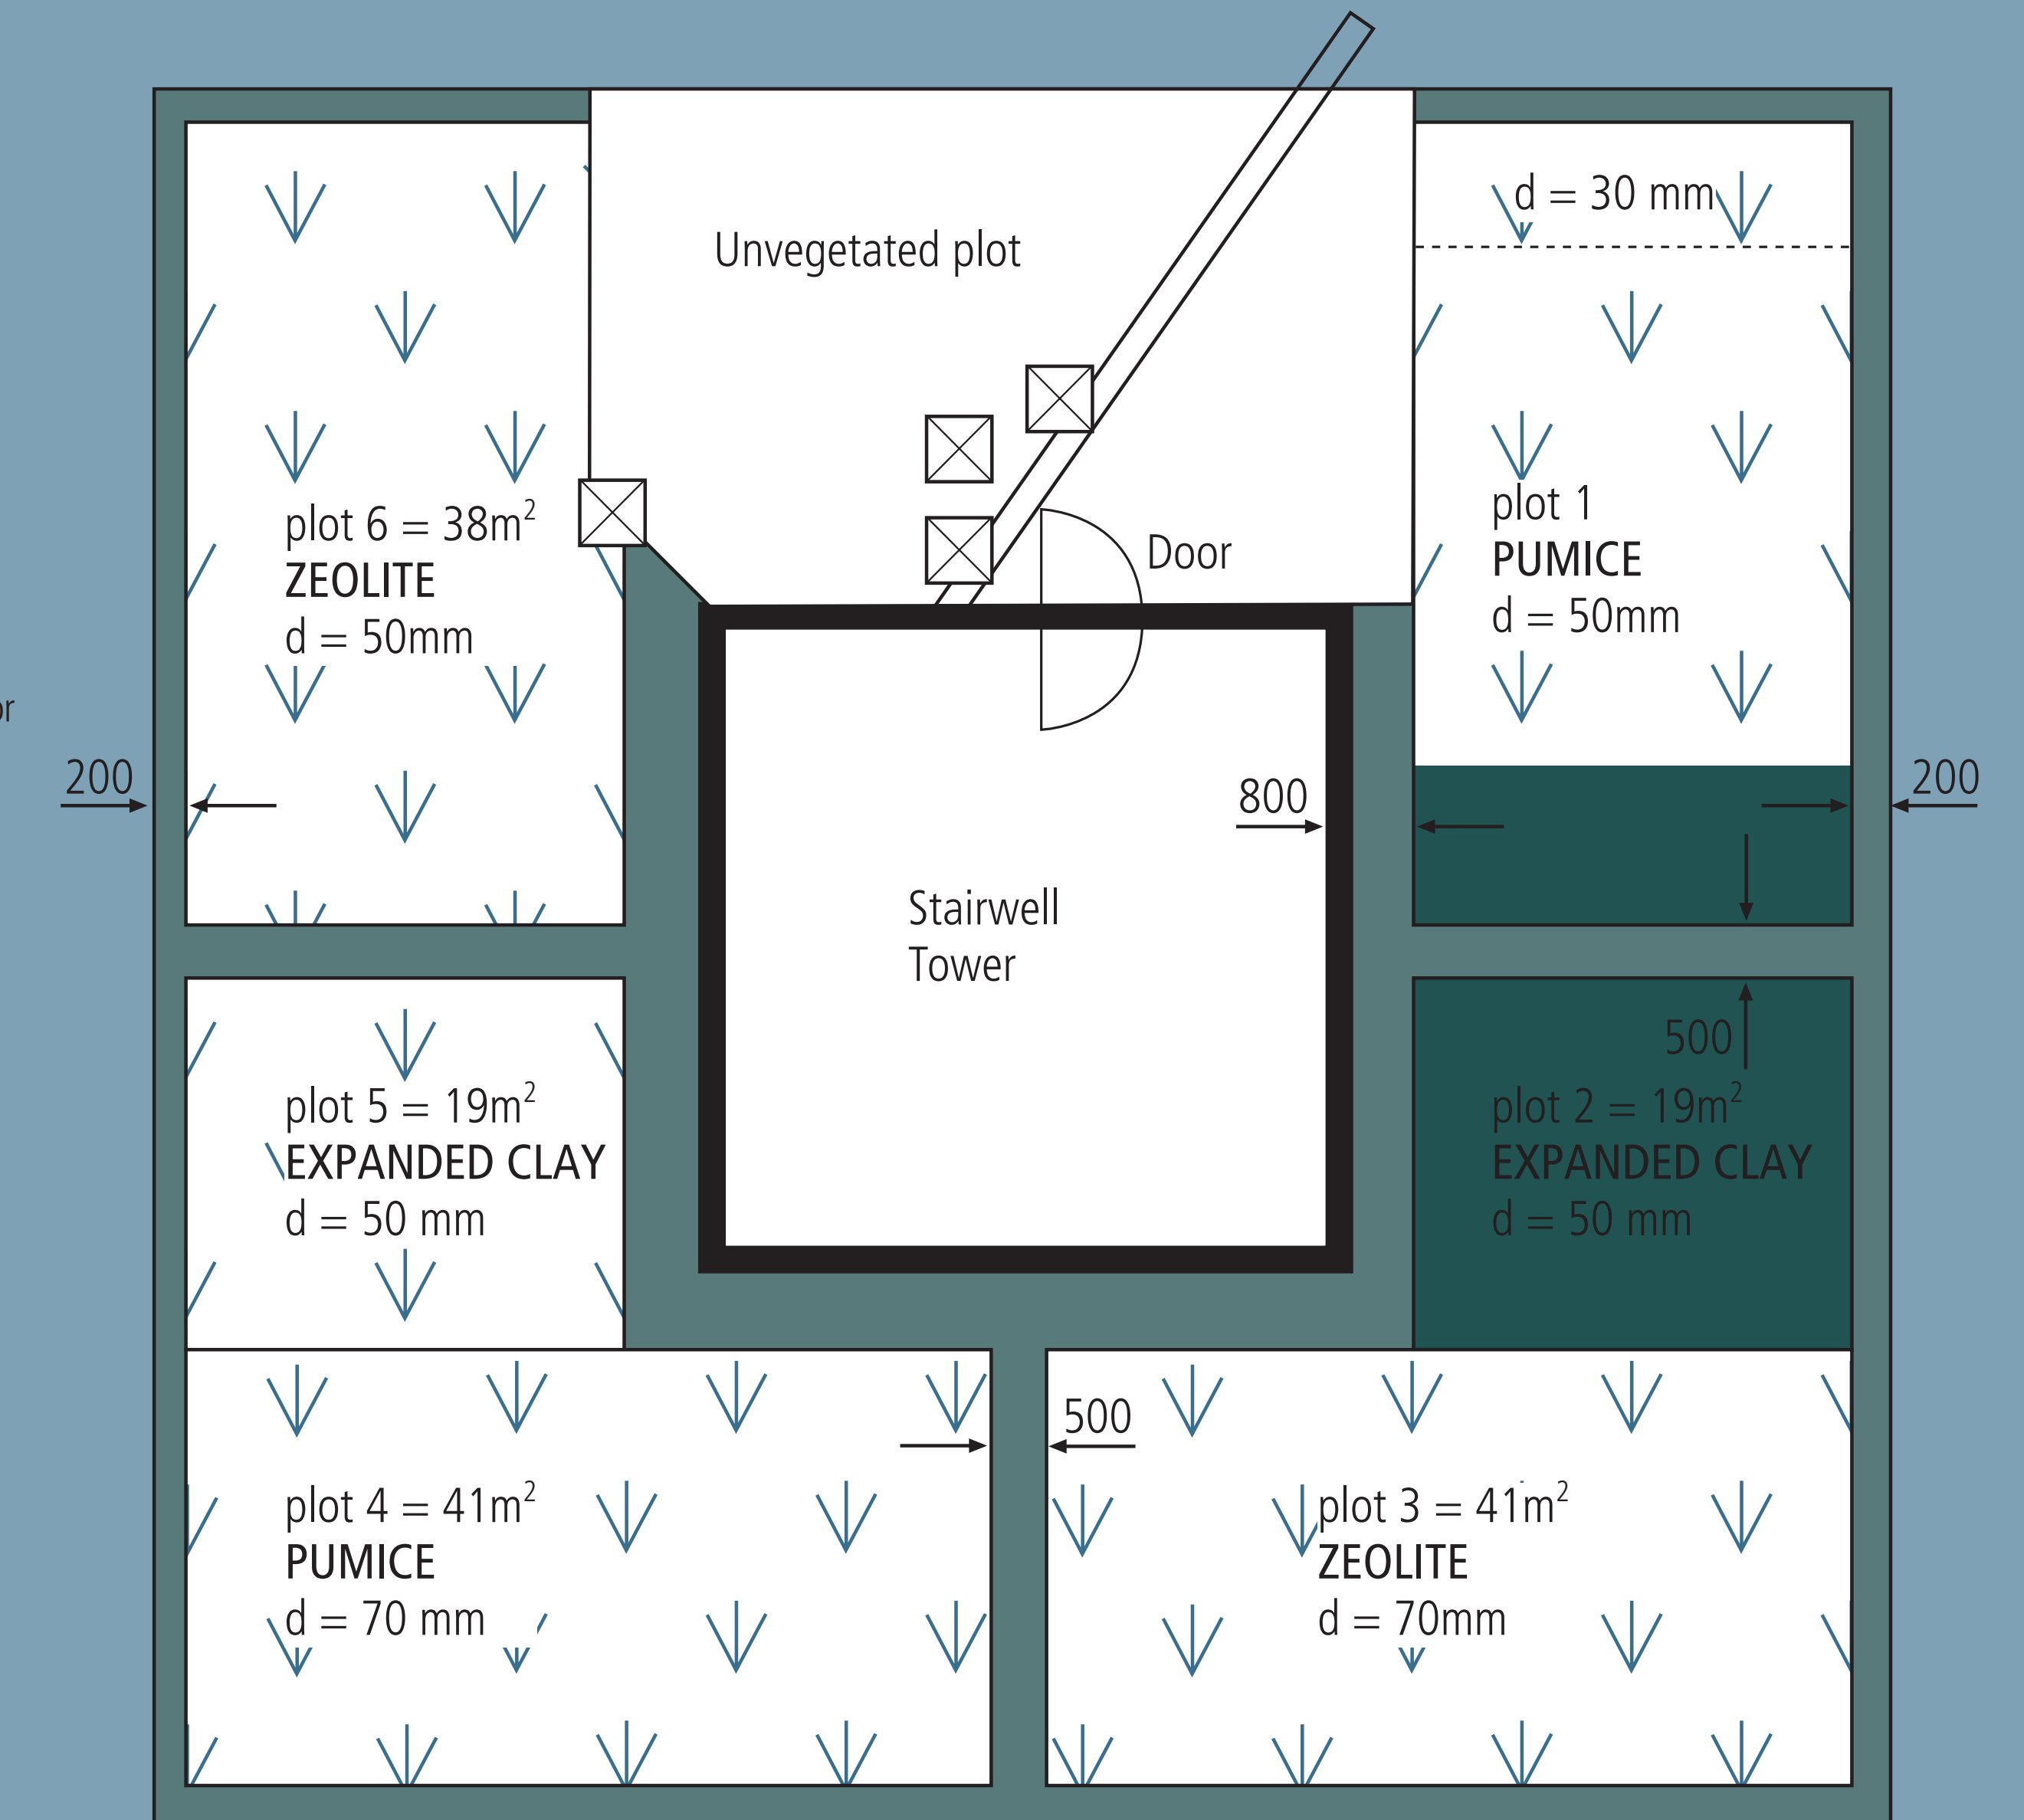 d = 30 mm
Unvegetated plot
plot 1
PUMICE
d = 50mm
plot 6 = 38m²
ZEOLITE
d = 50mm
Door
or
200
800
200
Stairwell
Tower
500
plot 5 = 19m²
EXPANDED CLAY
d = 50 mm
plot 2 = 19m²
EXPANDED CLAY
d = 50 mm
500
plot 4 = 41m²
PUMICE
d = 70 mm
plot 3 = 41m²
ZEOLITE
d = 70mm